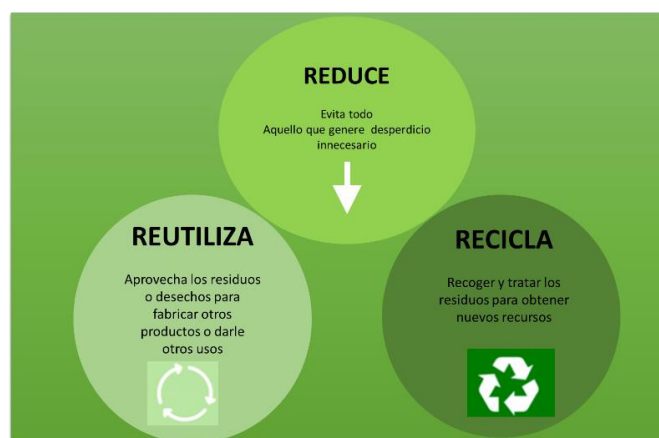 REDUCE
Evita todo
Aquello que genere desperdicio
innecesario
REUTILIZA
Aprovecha los residuos
o desechos para
fabricar otros
productos o darle
otros usos
RECICLA
Recoger y tratar los
residuos para obtener
nuevos recursos